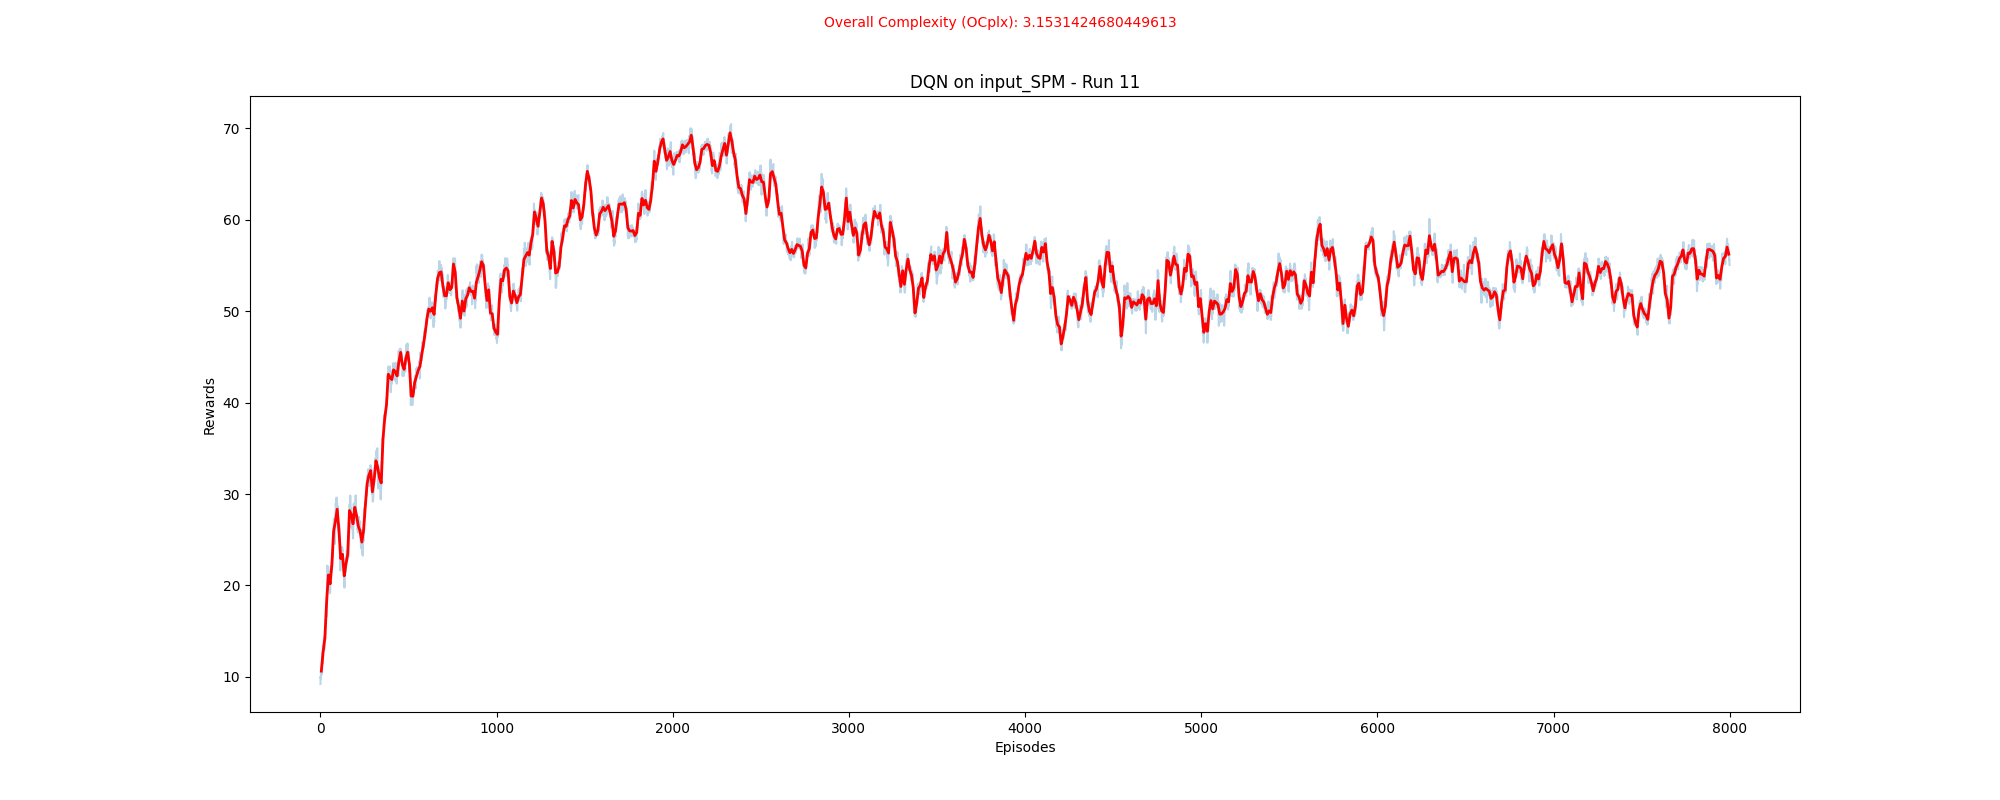 Overall Complexity (OCplx): 3.1531424680449613
DQN on input_SPM - Run 11
70
60
50
40
30
20
10
Rewards
0 1000 2000 3000 4000 5000 6000 7000 8000
Episodes